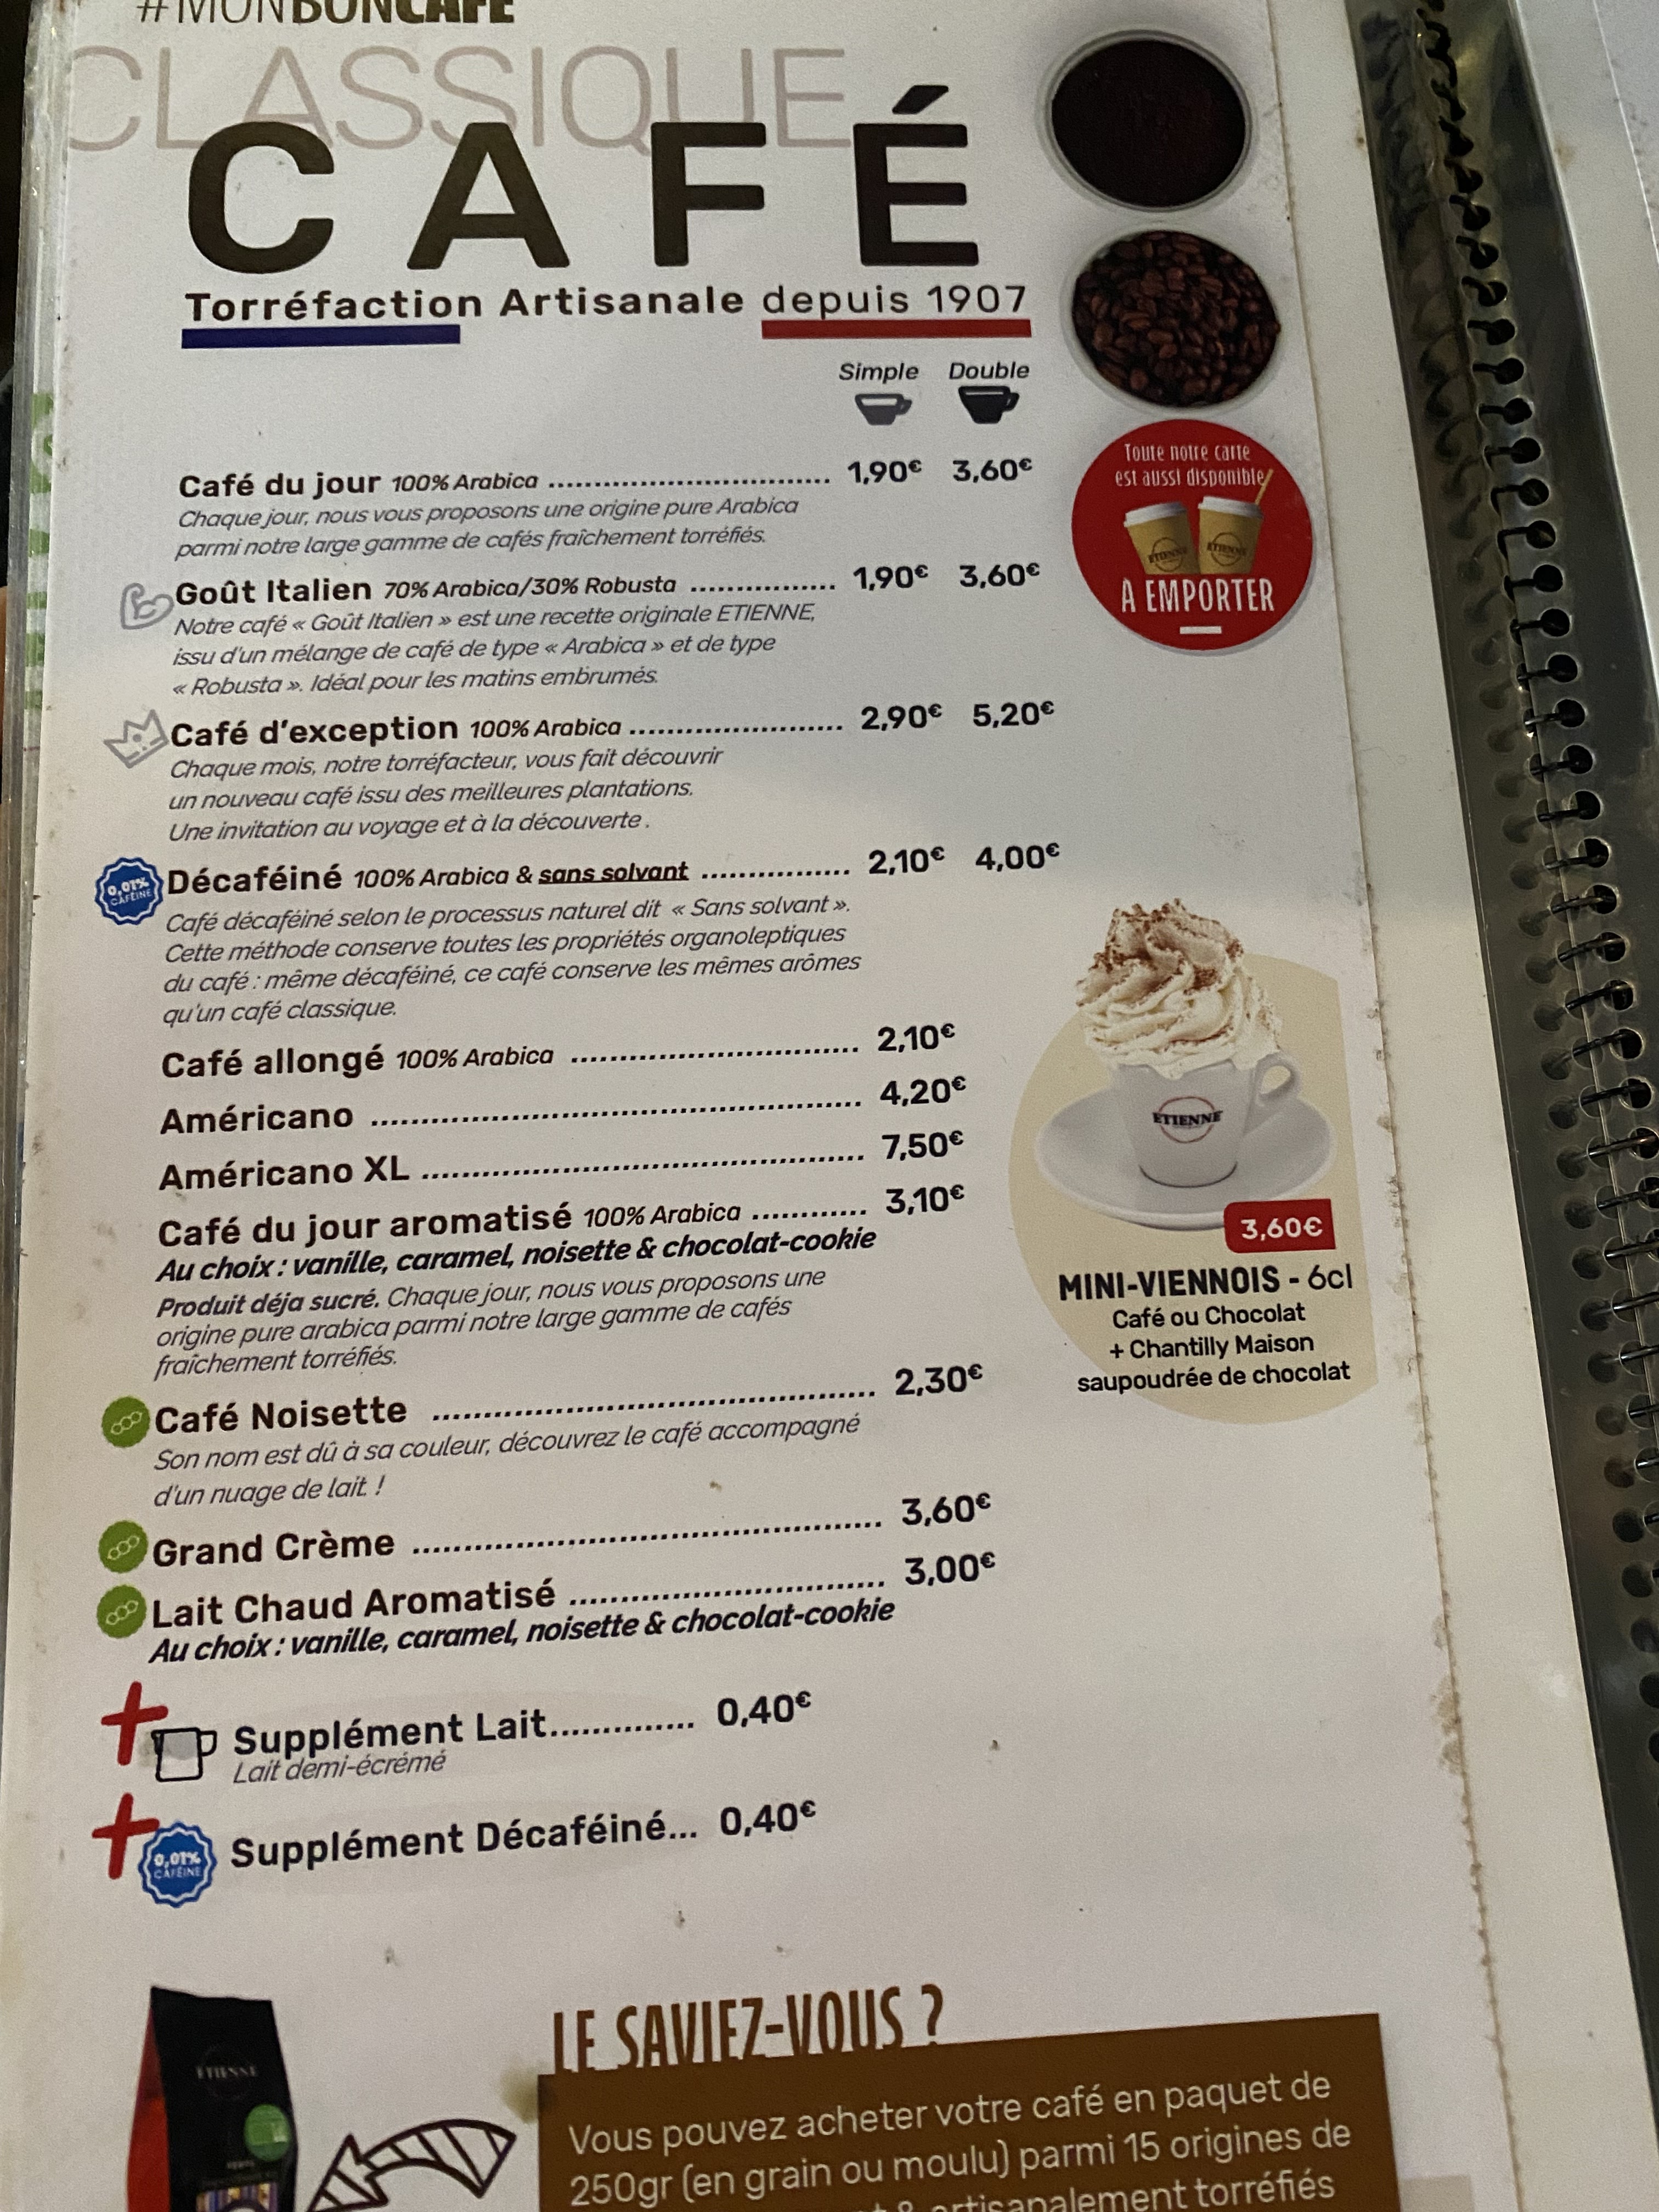 #MONBONCAFÉ
CLASSIQUE
CAFÉ
Torréfaction Artisanale depuis 1907
Simple Double
Café du jour 100% Arabica ................................ 1,90€ 3,60€
Chaque jour, nous vous proposons une origine pure Arabica
parmi notre large gamme de cafés fraîchement torréfiés.
Toute notre carte
est aussi disponible
ETIENNE ETIENNE
À EMPORTER
Goût Italien 70% Arabica/30% Robusta ................ 1,90€ 3,60€
Notre café « Goût Italien » est une recette originale ETIENNE,
issu d'un mélange de café de type « Arabica » et de type
« Robusta ». Idéal pour les matins embrumés.
Café d'exception 100% Arabica ........................ 2,90€ 5,20€
Chaque mois, notre torréfacteur, vous fait découvrir
un nouveau café issu des meilleures plantations.
Une invitation au voyage et à la découverte .
0,01%
CAFÉINE
Décaféiné 100% Arabica & sans solvant ................ 2,10€ 4,00€
Café décaféiné selon le processus naturel dit « Sans solvant ».
Cette méthode conserve toutes les propriétés organoleptiques
du café : même décaféiné, ce café conserve les mêmes arômes
qu'un café classique.
Café allongé 100% Arabica ................................ 2,10€
Américano ....................................................... 4,20€
Américano XL ................................................. 7,50€
Café du jour aromatisé 100% Arabica ............ 3,10€
Au choix : vanille, caramel, noisette & chocolat-cookie
Produit déja sucré. Chaque jour, nous vous proposons une
origine pure arabica parmi notre large gamme de cafés
fraîchement torréfiés.
ETIENNE
3,60€
MINI-VIENNOIS - 6cl
Café ou Chocolat
+ Chantilly Maison
saupoudrée de chocolat
Café Noisette .................................................. 2,30€
Son nom est dû à sa couleur, découvrez le café accompagné
d'un nuage de lait !
Grand Crème ..................................................... 3,60€
Lait Chaud Aromatisé .................................... 3,00€
Au choix : vanille, caramel, noisette & chocolat-cookie
Supplément Lait.............. 0,40€
Lait demi-écrémé
0,01%
CAFÉINE
Supplément Décaféiné... 0,40€
LE SAVIEZ-VOUS ?
ETIENNE
Vous pouvez acheter votre café en paquet de
250gr (en grain ou moulu) parmi 15 origines de
& artisanalement torréfiés